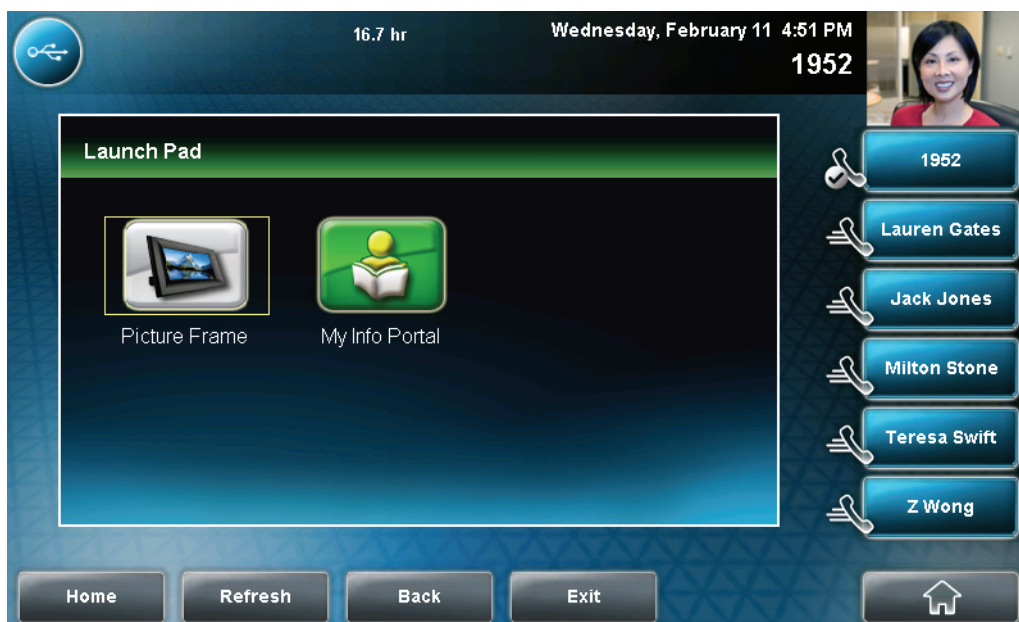 16.7 hr
Wednesday, February 11 4:51 PM
1952
Launch Pad
Picture Frame
My Info Portal
1952
Lauren Gates
Jack Jones
Milton Stone
Teresa Swift
Z Wong
Home
Refresh
Back
Exit